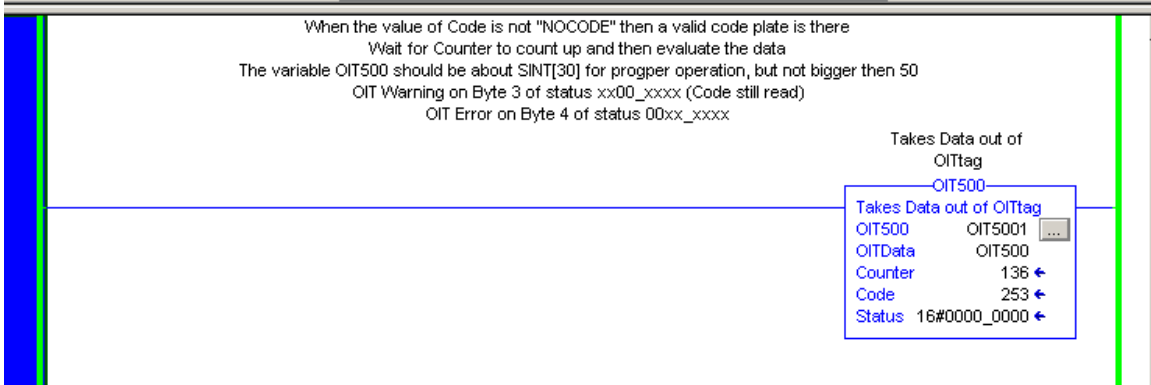 When the value of Code is not "NOCODE" then a valid code plate is there
Wait for Counter to count up and then evaluate the data
The variable OIT500 should be about SINT[30] for progper operation, but not bigger then 50
OIT Warning on Byte 3 of status xx00_xxxx (Code still read)
OIT Error on Byte 4 of status 00xx_xxxx
Takes Data out of
OITtag
OIT500
Takes Data out of OITtag
OIT500 OIT5001 ...
OITData OIT500
Counter 136
Code 253
Status 16#0000_0000